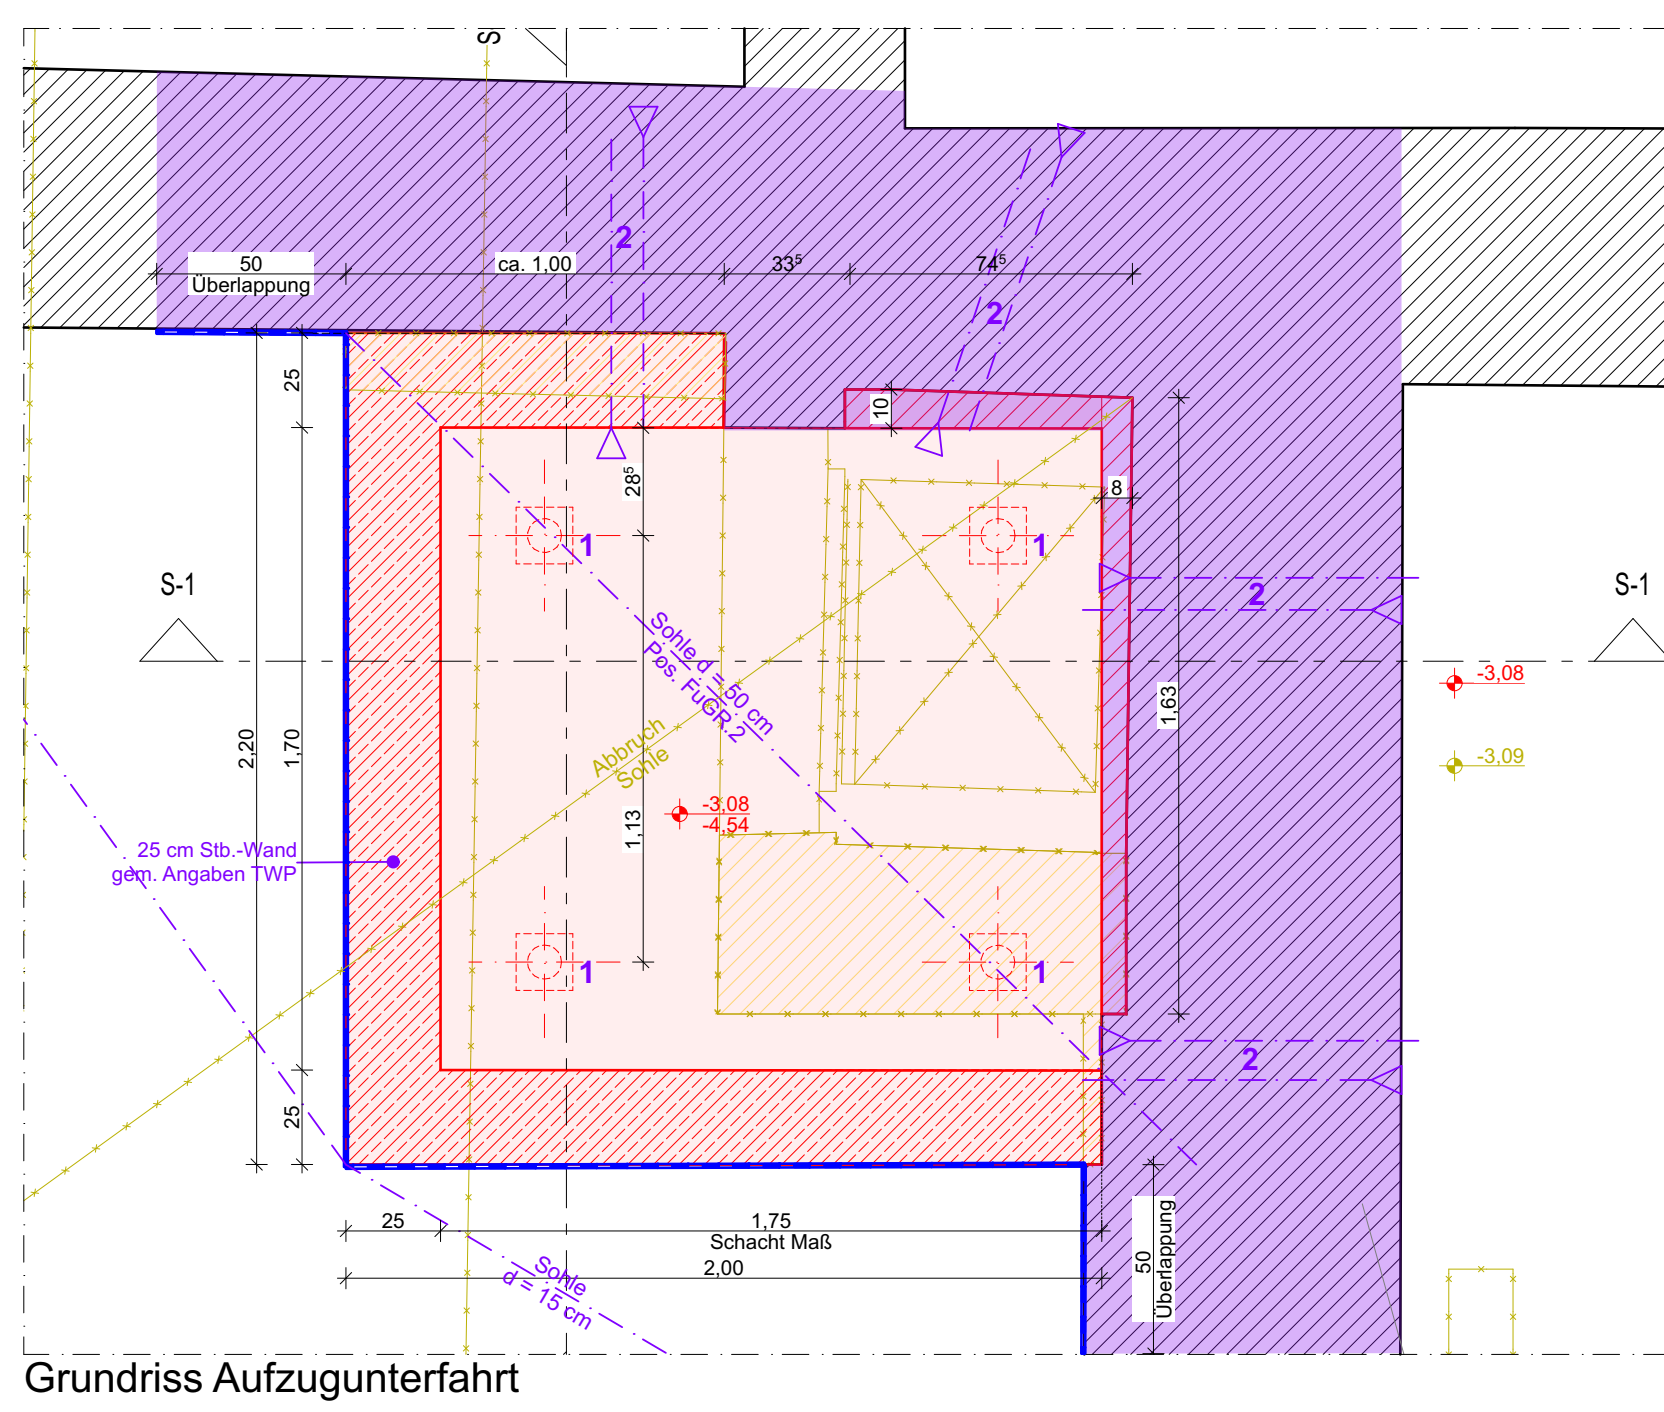 S
2
50
Überlappung
ca. 1,00
33⁵
74⁵
2
25
10
28⁵
8
1
1
S-1
S-1
2
Sohle d = 50 cm
Pos. FuGR.2
-3,08
1,63
2,20
1,70
Abbruch
Sohle
-3,09
-3,08
-4,54
1,13
25 cm Stb.-Wand
gem. Angaben TWP
1
1
2
25
25
1,75
Schacht Maß
2,00
50
Überlappung
Sohle
d = 15 cm
Grundriss Aufzugunterfahrt